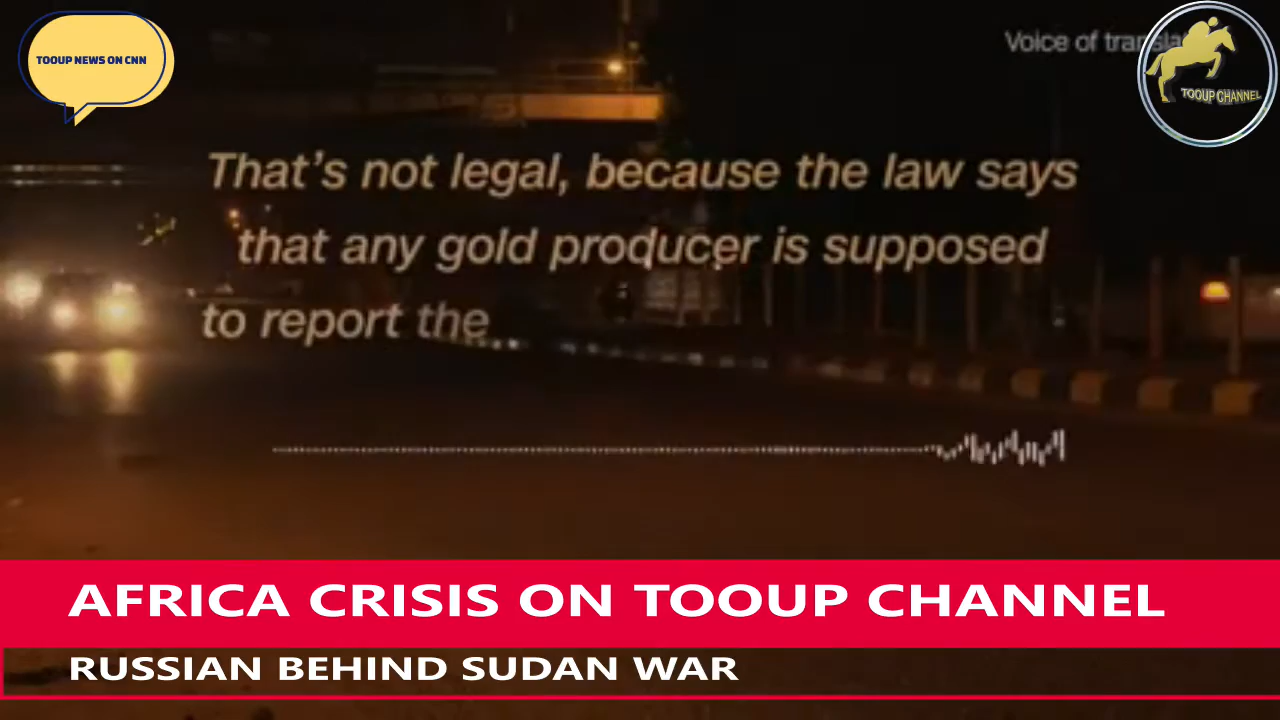 TOOUP NEWS ON CNN
Voice of
TOOUP CHANNEL
That's not legal, because the law says
that any gold producer is supposed
to report the
AFRICA CRISIS ON TOOUP CHANNEL
RUSSIAN BEHIND SUDAN WAR